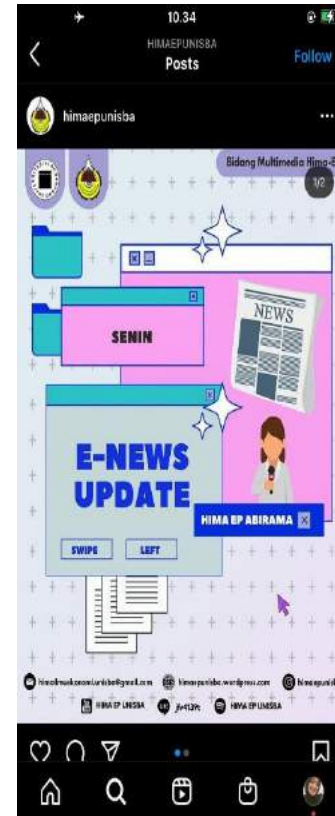 10.34
HIMAEPUNISBA
Posts
Follow
himaepunisba
Bidang Multimedia Hima-E
1/2
NEWS
SENIN
E-NEWS
UPDATE
SWIPE
LEFT
HIMA EP ABIRAMA
himaepunisba.wordpress.com
himaepunisb
HIMA EP UNISBA
HIMA EP UNISBA